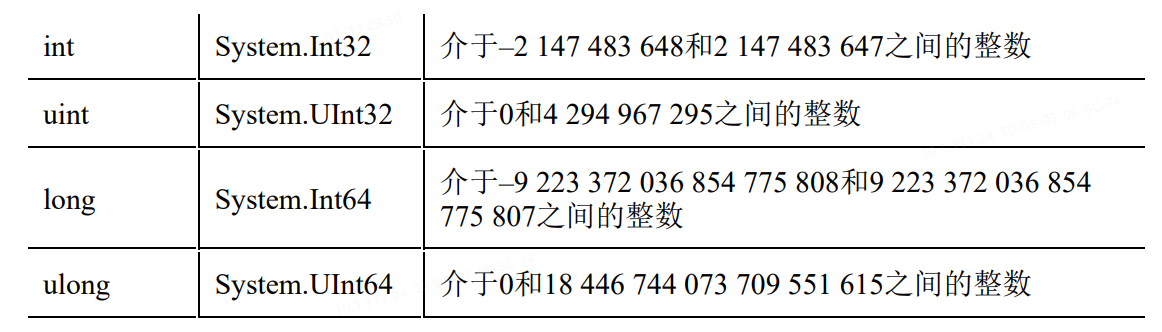 int System.Int32 介于–2 147 483 648和2 147 483 647之间的整数
uint System.UInt32 介于0和4 294 967 295之间的整数
long System.Int64 介于–9 223 372 036 854 775 808和9 223 372 036 854
775 807之间的整数
ulong System.UInt64 介于0和18 446 744 073 709 551 615之间的整数